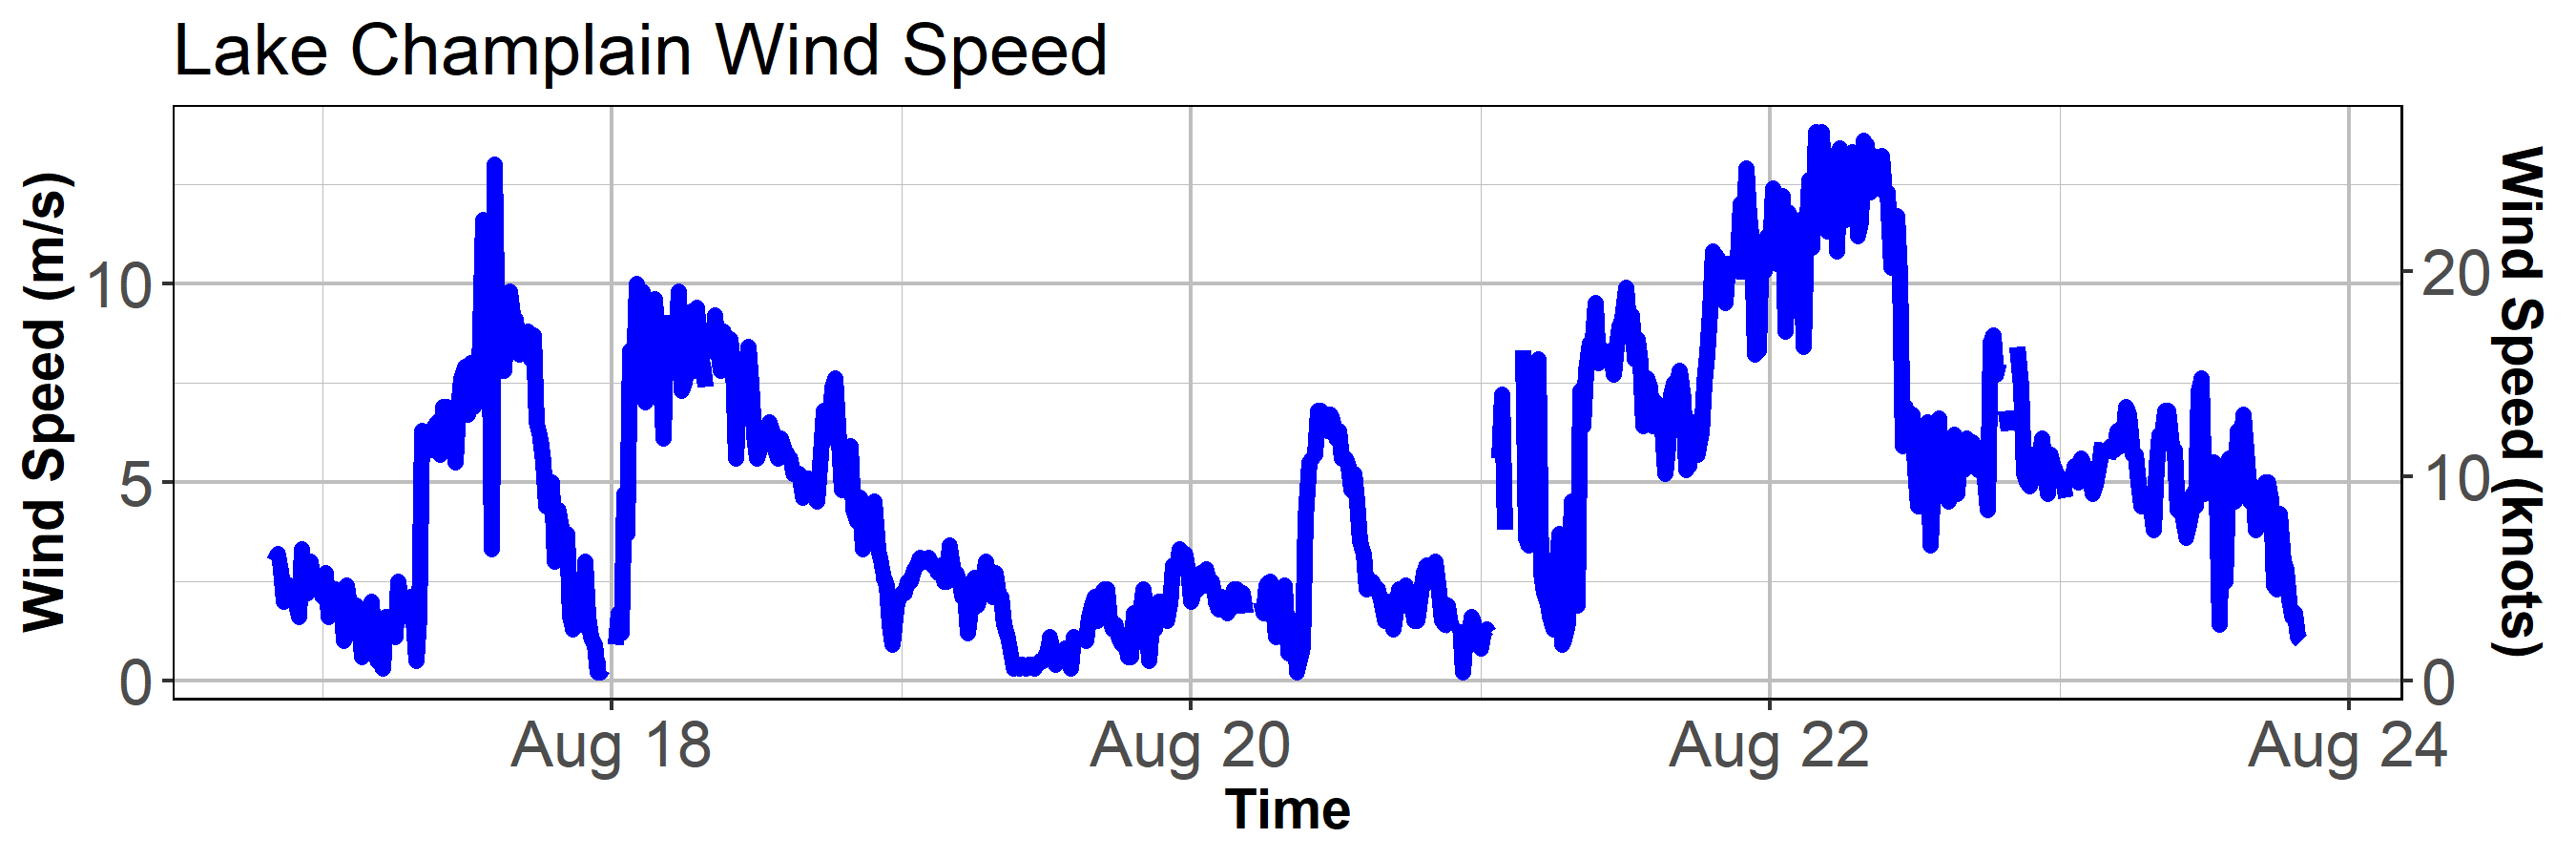 Lake Champlain Wind Speed
Wind Speed (m/s)
10
5
0
20
10
0
Wind Speed (knots)
Aug 18
Aug 20
Aug 22
Aug 24
Time